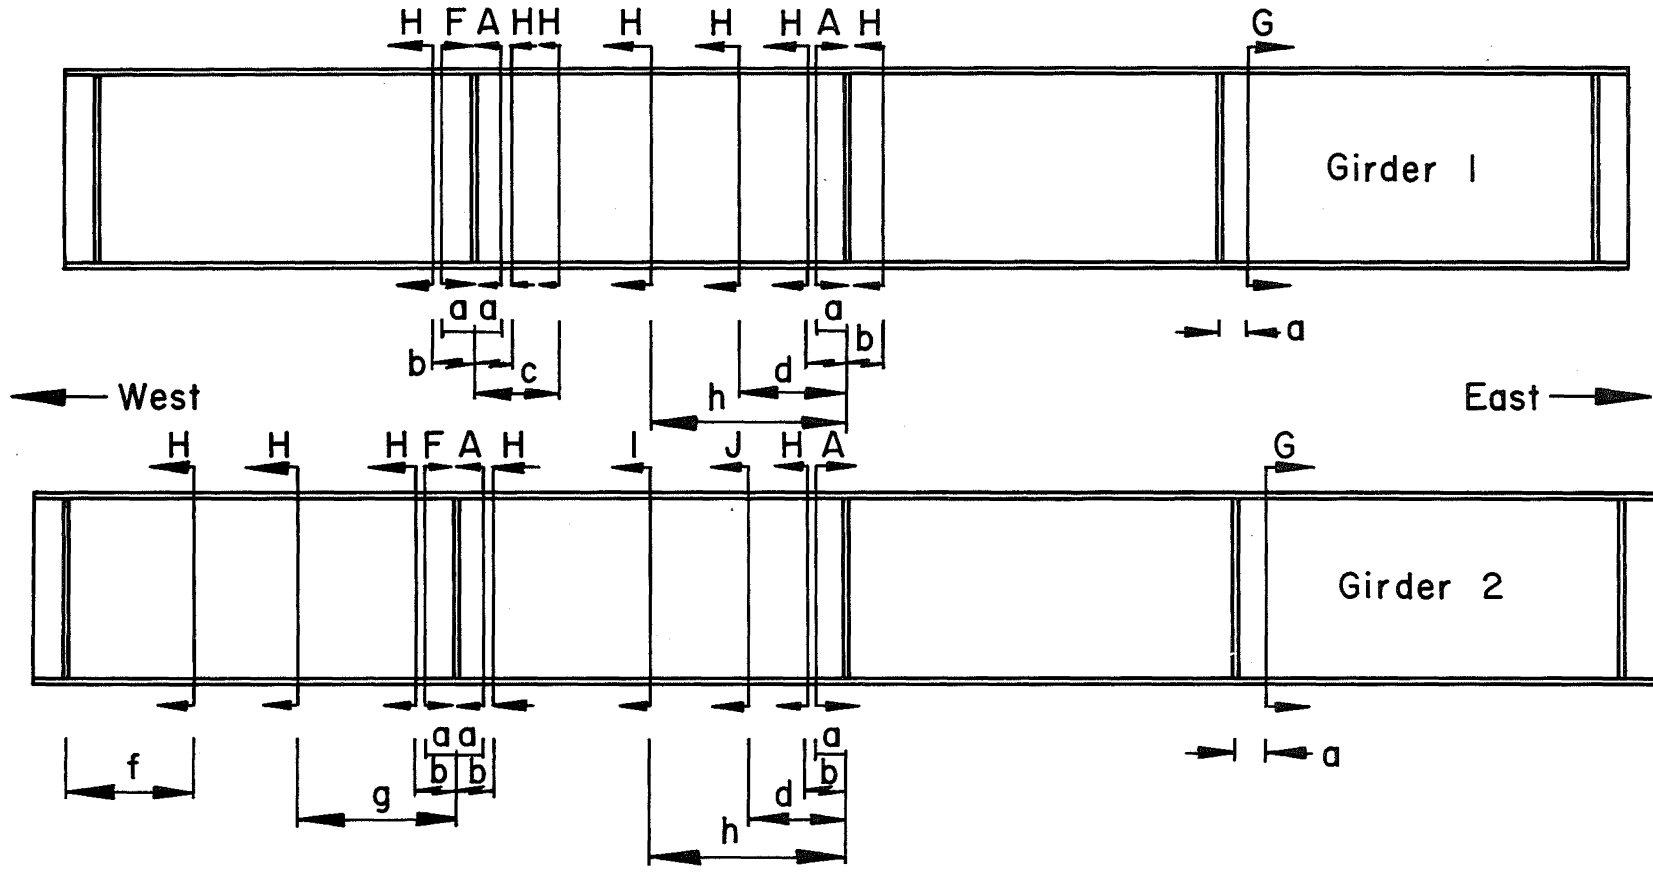 H F A H H H H H A H G
Girder 1
a a a a
b c d b
h
West East
H H H F A H I J H A G
Girder 2
a a a a
f b b b
g d
h